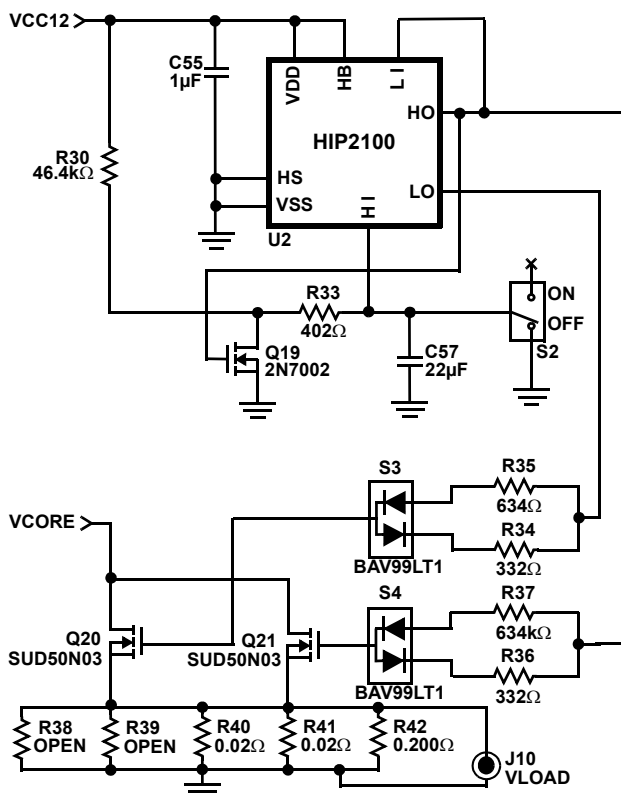 VCC12
C55
1µF
VDD
HB
LI
HO
HIP2100
R30
46.4kΩ
HS
LO
VSS
HI
U2
R33
402Ω
ON
OFF
S2
Q19
2N7002
C57
22µF
S3
R35
634Ω
VCORE
R34
332Ω
BAV99LT1
S4
R37
634kΩ
Q20
SUD50N03
Q21
SUD50N03
R36
332Ω
BAV99LT1
R38
OPEN
R39
OPEN
R40
0.02Ω
R41
0.02Ω
R42
0.200Ω
J10
VLOAD